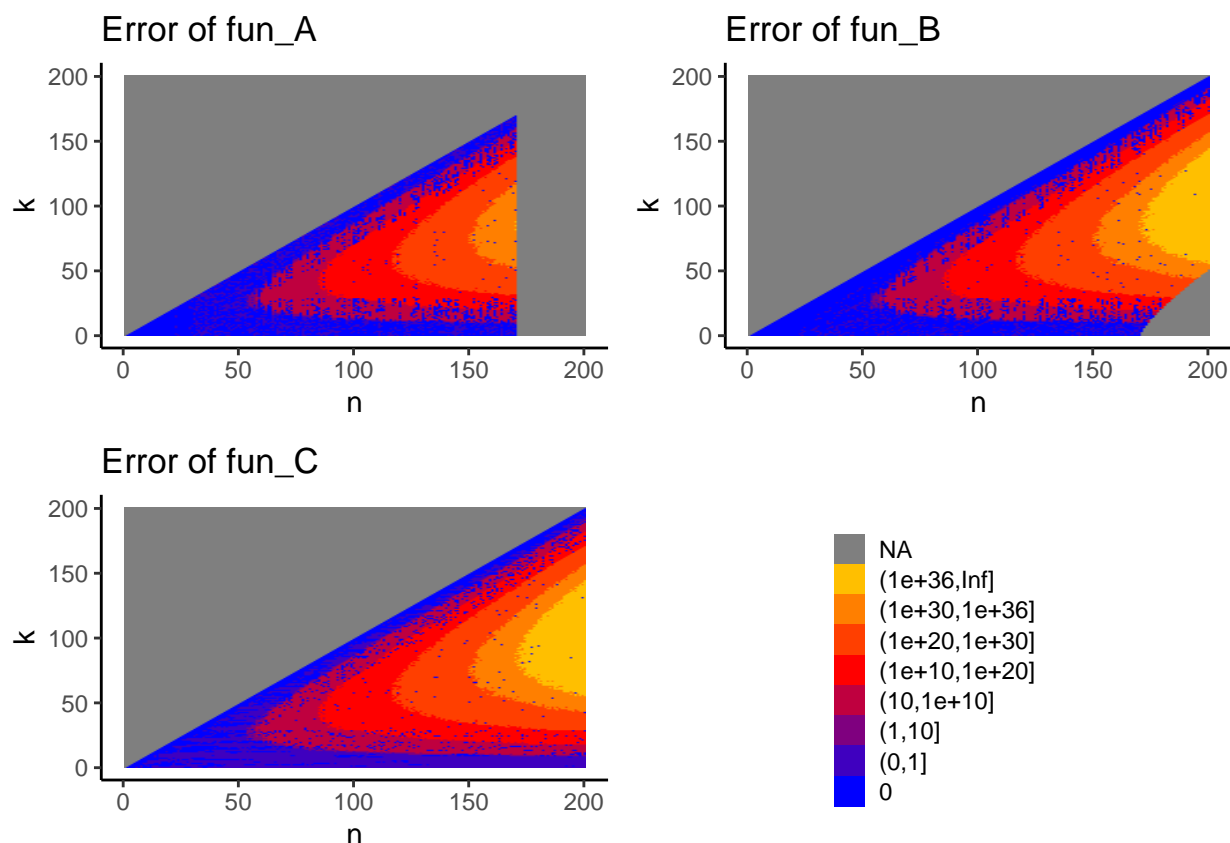 Error of fun_A
200
150
100
50
0
k
0 50 100 150 200
n
Error of fun_B
200
150
100
50
0
k
0 50 100 150 200
n
Error of fun_C
200
150
100
50
0
k
0 50 100 150 200
n
NA
(1e+36,Inf]
(1e+30,1e+36]
(1e+20,1e+30]
(1e+10,1e+20]
(10,1e+10]
(1,10]
(0,1]
0